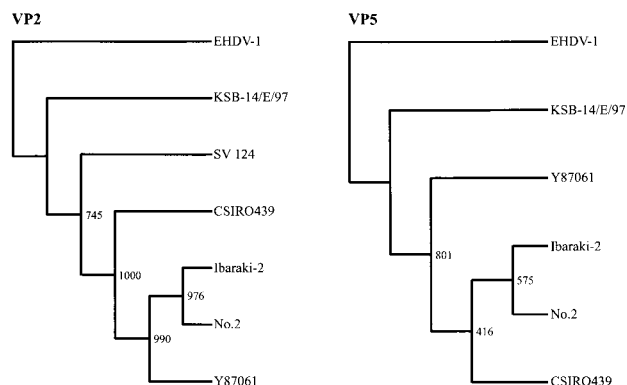 VP2
EHDV-1
KSB-14/E/97
SV 124
745
CSIRO439
1000
Ibaraki-2
976
No.2
990
Y87061
VP5
EHDV-1
KSB-14/E/97
Y87061
801
Ibaraki-2
575
No.2
416
CSIRO439